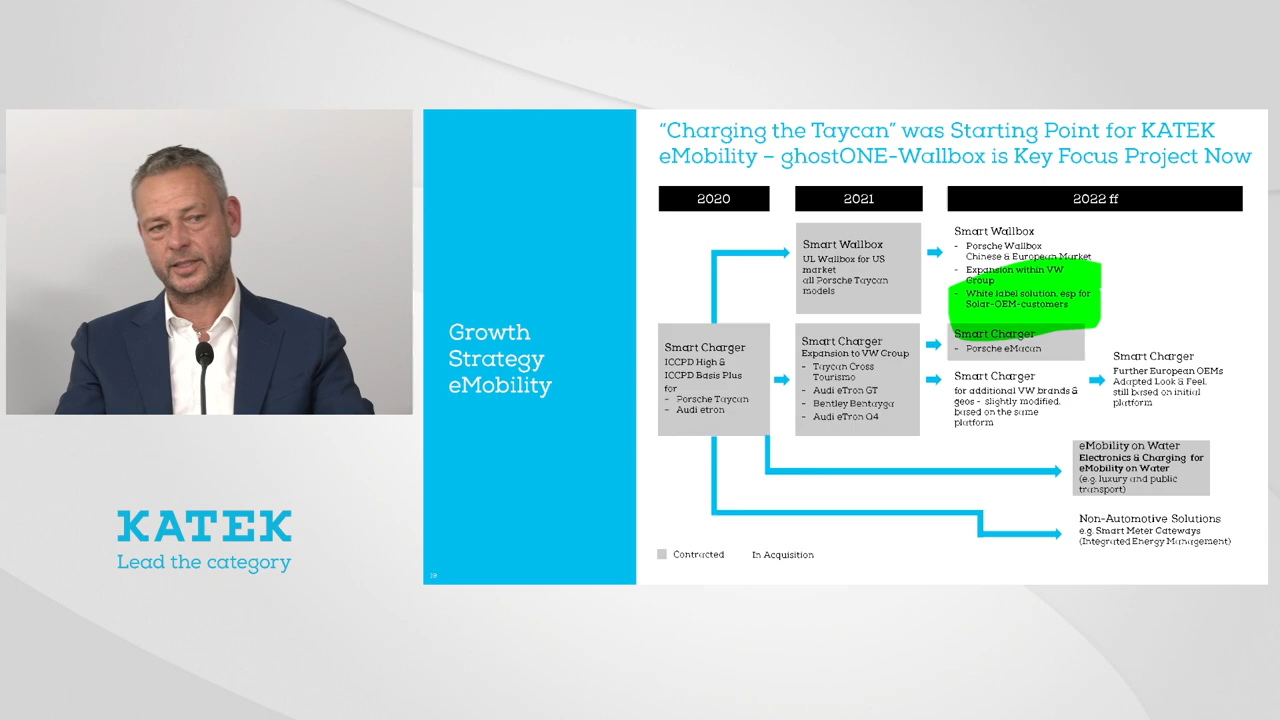 "Charging the Taycan" was Starting Point for KATEK
eMobility – ghostONE-Wallbox is Key Focus Project Now
2020
2021
2022 ff
Growth
Strategy
eMobility
Smart Charger
ICCPD High &
ICCPD Basis Plus
for
- Porsche Taycan
- Audi etron
Smart Wallbox
UL Wallbox for US
market
all Porsche Taycan
models
Smart Charger
Expansion to VW Group
- Taycan Cross
Tourismo
- Audi eTron GT
- Bentley Bentayga
- Audi eTron Q4
Smart Wallbox
- Porsche Wallbox
Chinese & European Market
- Expansion within VW
Group
- White label solution, esp for
Solar-OEM-customers
Smart Charger
- Porsche eMacan
Smart Charger
for additional VW brands &
geos - slightly modified,
based on the same
platform
Smart Charger
Further European OEMs
Adapted Look & Feel,
still based on initial
platform
eMobility on Water
Electronics & Charging for
eMobility on Water
(e.g. luxury and public
transport)
Non-Automotive Solutions
e.g. Smart Meter Gateways
(Integrated Energy Management)
Contracted
In Acquisition
19
KATEK
Lead the category